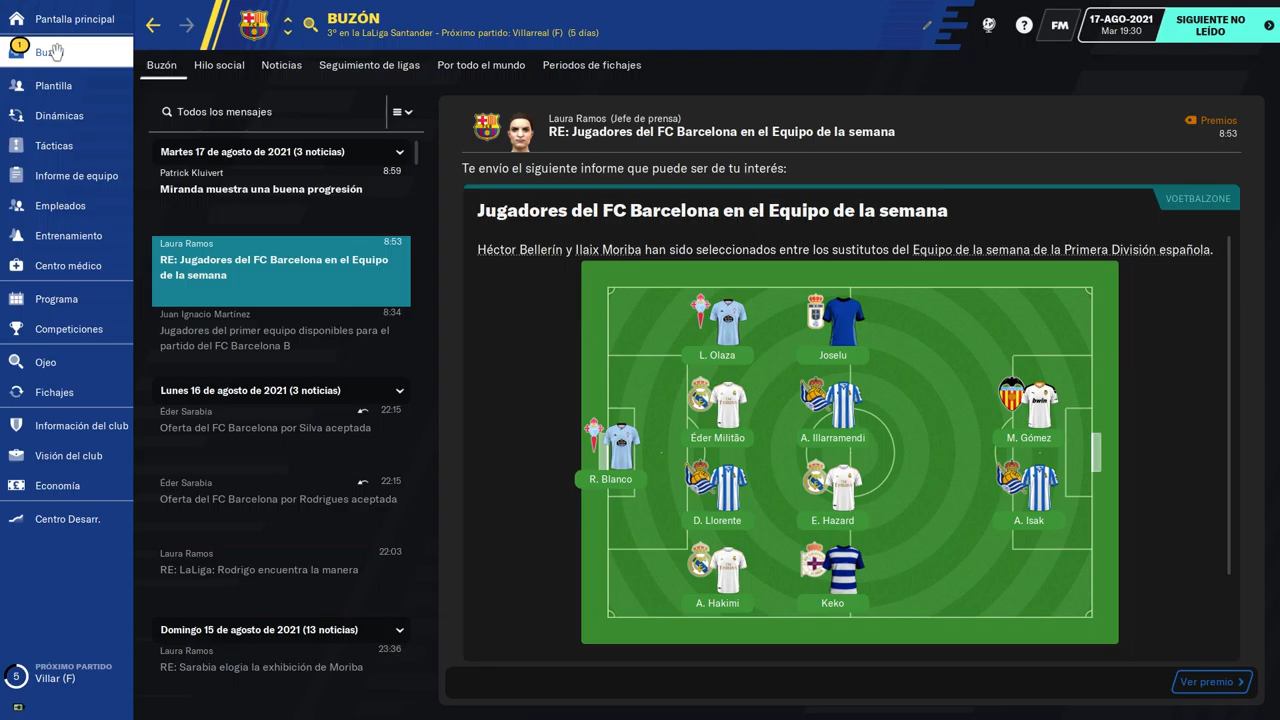 Pantalla principal
1
Buzón
Plantilla
Dinámicas
Tácticas
Informe de equipo
Empleados
Entrenamiento
Centro médico
Programa
Competiciones
Ojeo
Fichajes
Información del club
Visión del club
Economía
Centro Desarr.
5
PRÓXIMO PARTIDO
Villar (F)
BUZÓN
3º en la LaLiga Santander - Próximo partido: Villarreal (F) (5 días)
FM
17-AGO-2021
Mar 19:30
SIGUIENTE NO
LEÍDO
Buzón Hilo social Noticias Seguimiento de ligas Por todo el mundo Periodos de fichajes
Todos los mensajes
Martes 17 de agosto de 2021 (3 noticias)
Patrick Kluivert 8:59
Miranda muestra una buena progresión
Laura Ramos 8:53
RE: Jugadores del FC Barcelona en el Equipo
de la semana
Juan Ignacio Martínez 8:34
Jugadores del primer equipo disponibles para el
partido del FC Barcelona B
Lunes 16 de agosto de 2021 (3 noticias)
Éder Sarabia 22:15
Oferta del FC Barcelona por Silva aceptada
Éder Sarabia 22:15
Oferta del FC Barcelona por Rodrigues aceptada
Laura Ramos 22:03
RE: LaLiga: Rodrigo encuentra la manera
Domingo 15 de agosto de 2021 (13 noticias)
Laura Ramos 23:36
RE: Sarabia elogia la exhibición de Moriba
Laura Ramos (Jefe de prensa)
RE: Jugadores del FC Barcelona en el Equipo de la semana
Premios
8:53
Te envío el siguiente informe que puede ser de tu interés:
VOETBALZONE
Jugadores del FC Barcelona en el Equipo de la semana
Héctor Bellerín y Ilaix Moriba han sido seleccionados entre los sustitutos del Equipo de la semana de la Primera División española.
L. Olaza Joselu
Éder Militão A. Illarramendi M. Gómez
bwin
R. Blanco
D. Llorente E. Hazard A. Isak
A. Hakimi Keko
Ver premio